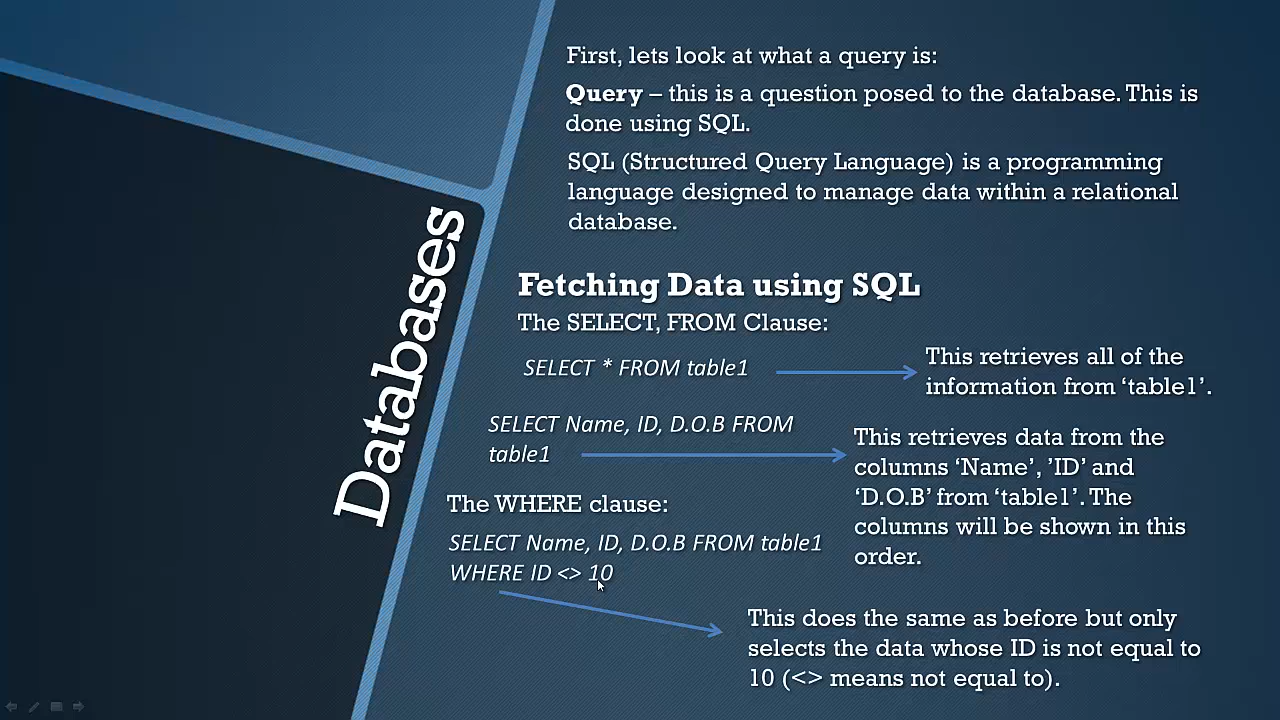 First, lets look at what a query is:
Query – this is a question posed to the database. This is
done using SQL.
SQL (Structured Query Language) is a programming
language designed to manage data within a relational
database.
Databases
Fetching Data using SQL
The SELECT, FROM Clause:
SELECT * FROM table1
This retrieves all of the
information from ‘table1’.
SELECT Name, ID, D.O.B FROM
table1
This retrieves data from the
columns ‘Name’, ’ID’ and
‘D.O.B’ from ‘table1’. The
columns will be shown in this
order.
The WHERE clause:
SELECT Name, ID, D.O.B FROM table1
WHERE ID <> 10
This does the same as before but only
selects the data whose ID is not equal to
10 (<> means not equal to).